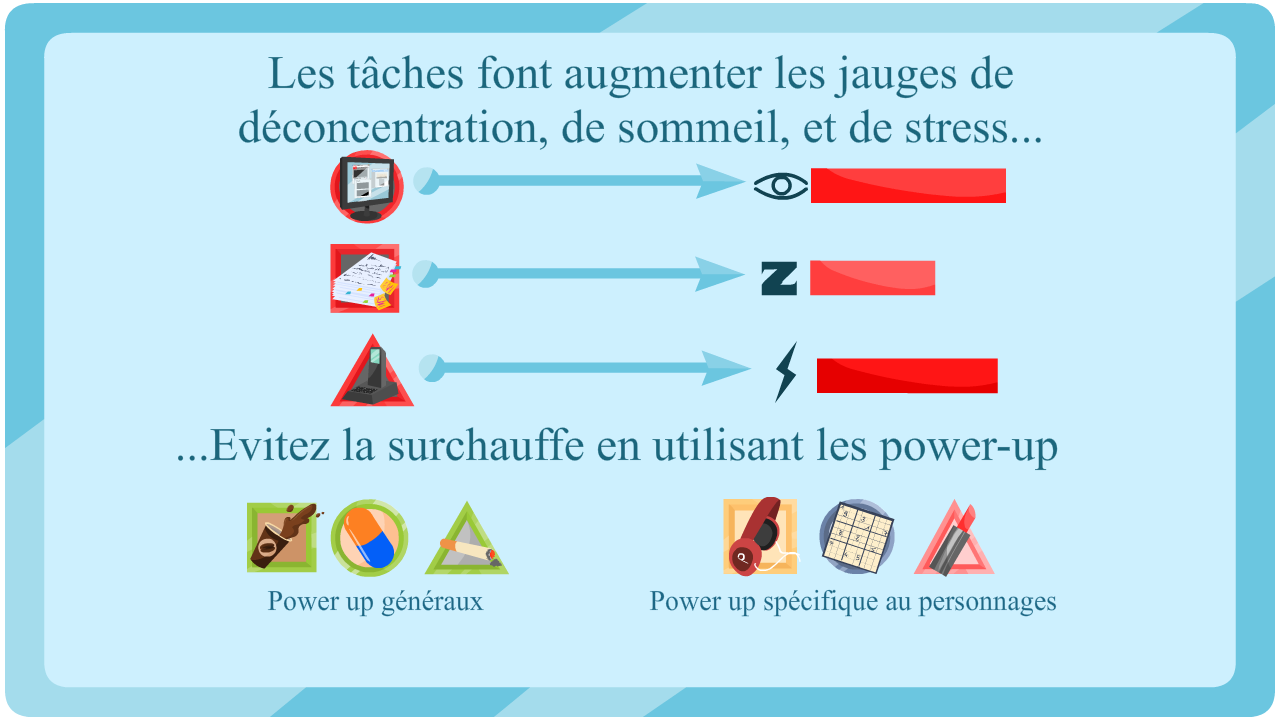 Les tâches font augmenter les jauges de
déconcentration, de sommeil, et de stress...
Z
...Evitez la surchauffe en utilisant les power-up
Power up généraux
Power up spécifique au personnages